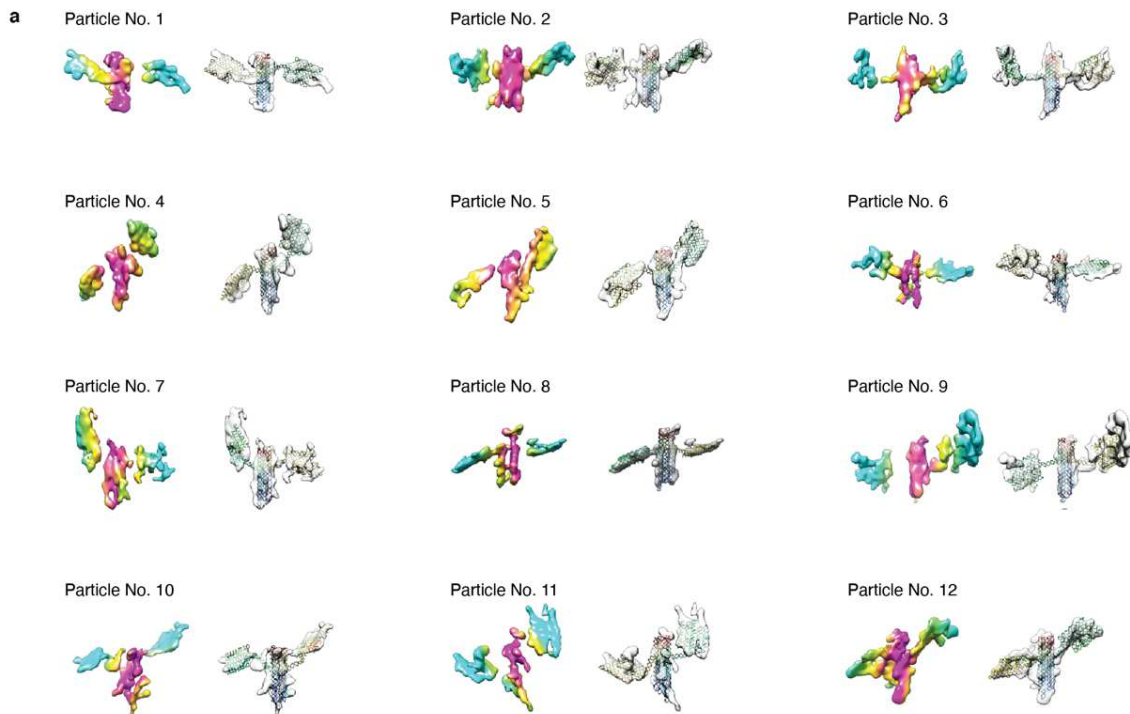 a
Particle No. 1
Particle No. 2
Particle No. 3
Particle No. 4
Particle No. 5
Particle No. 6
Particle No. 7
Particle No. 8
Particle No. 9
Particle No. 10
Particle No. 11
Particle No. 12